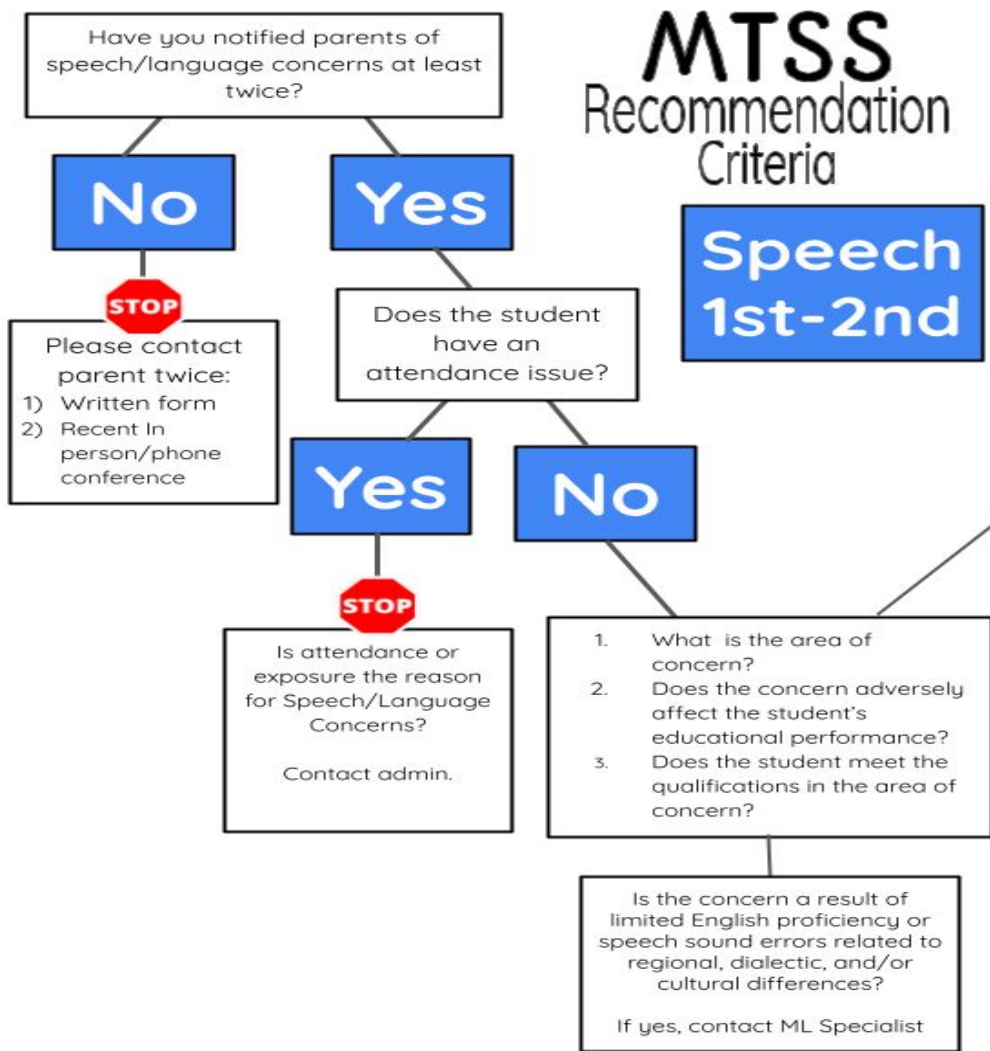 Have you notified parents of
speech/language concerns at least
twice?
MTSS
Recommendation
Criteria
No
Yes
Speech
1st-2nd
STOP
Please contact
parent twice:
1) Written form
2) Recent In
person/phone
conference
Does the student
have an
attendance issue?
Yes
No
STOP
Is attendance or
exposure the reason
for Speech/Language
Concerns?
Contact admin.
1. What is the area of
concern?
2. Does the concern adversely
affect the student's
educational performance?
3. Does the student meet the
qualifications in the area of
concern?
Is the concern a result of
limited English proficiency or
speech sound errors related to
regional, dialectic, and/or
cultural differences?
If yes, contact ML Specialist